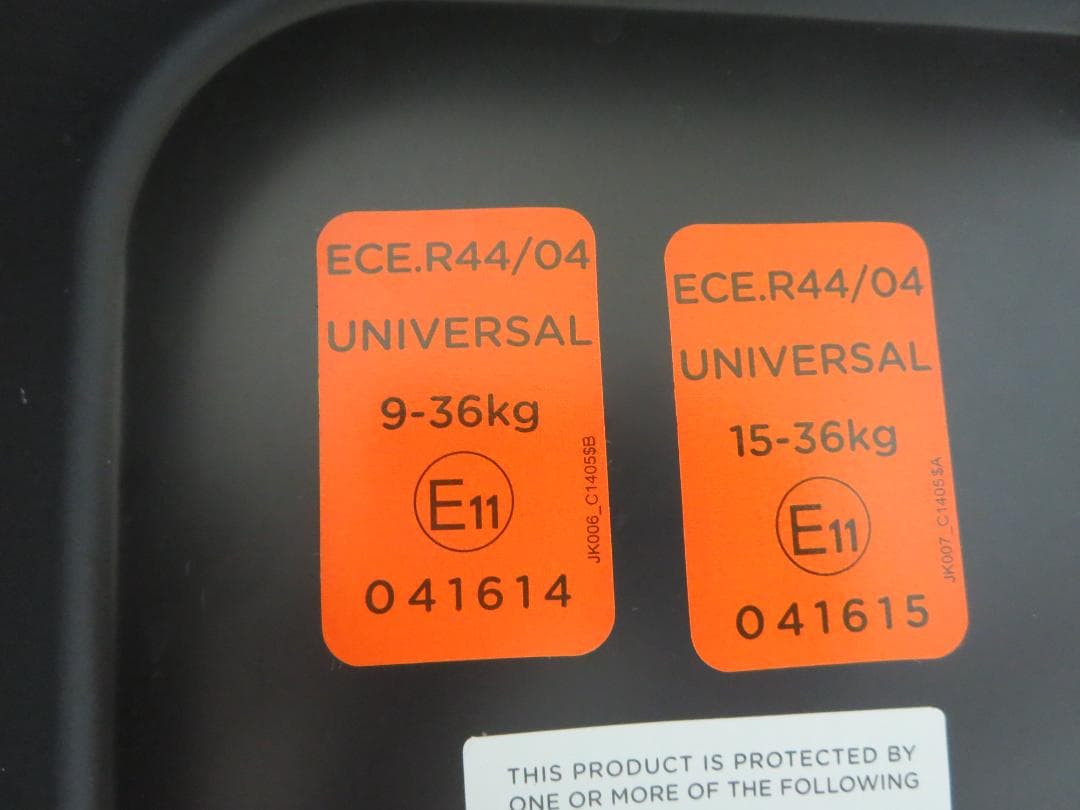 ECE.R44/04
UNIVERSAL
9-36kg
E11
041614
JK006_C1405$B
ECE.R44/04
UNIVERSAL
15-36kg
E11
041615
JK007_C1405$A
THIS PRODUCT IS PROTECTED BY
ONE OR MORE OF THE FOLLOWING